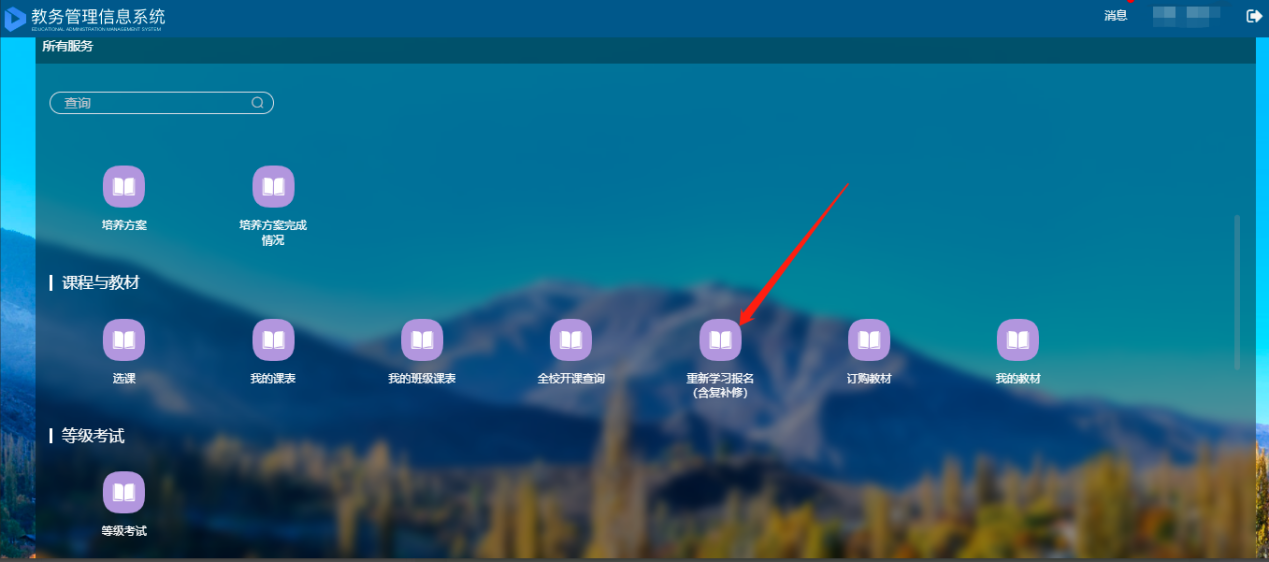 教务管理信息系统
EDUCATIONAL ADMINISTRATION MANAGEMENT SYSTEM
消息
所有服务
查询
培养方案
培养方案完成
情况
课程与教材
选课
我的课表
我的班级课表
全校开课查询
重新学习报名
(含复补修)
订购教材
我的教材
等级考试
等级考试